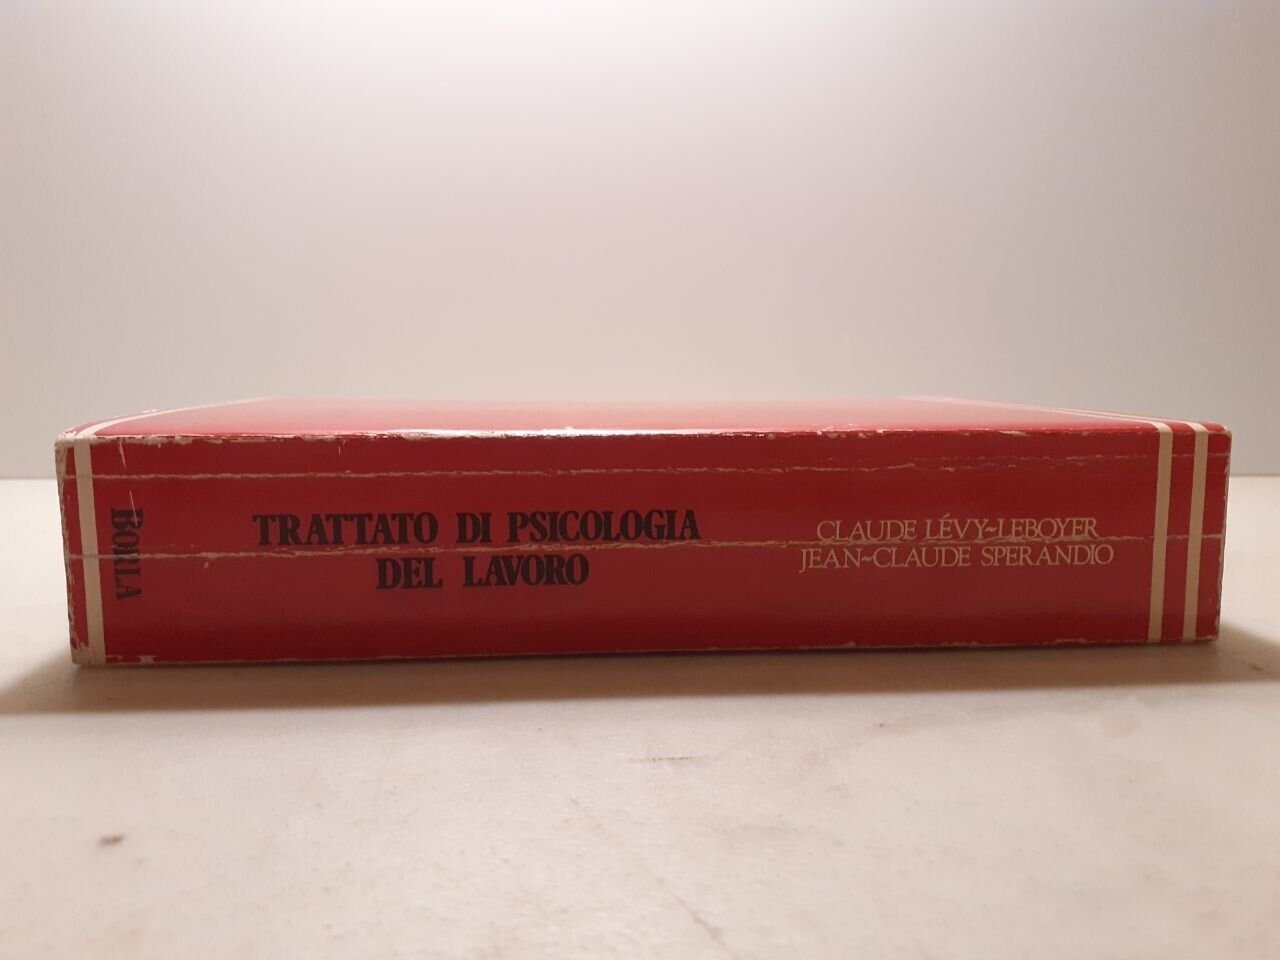 BORLA
TRATTATO DI PSICOLOGIA
DEL LAVORO
CLAUDE LÉVY-LEBOYER
JEAN-CLAUDE SPERANDIO